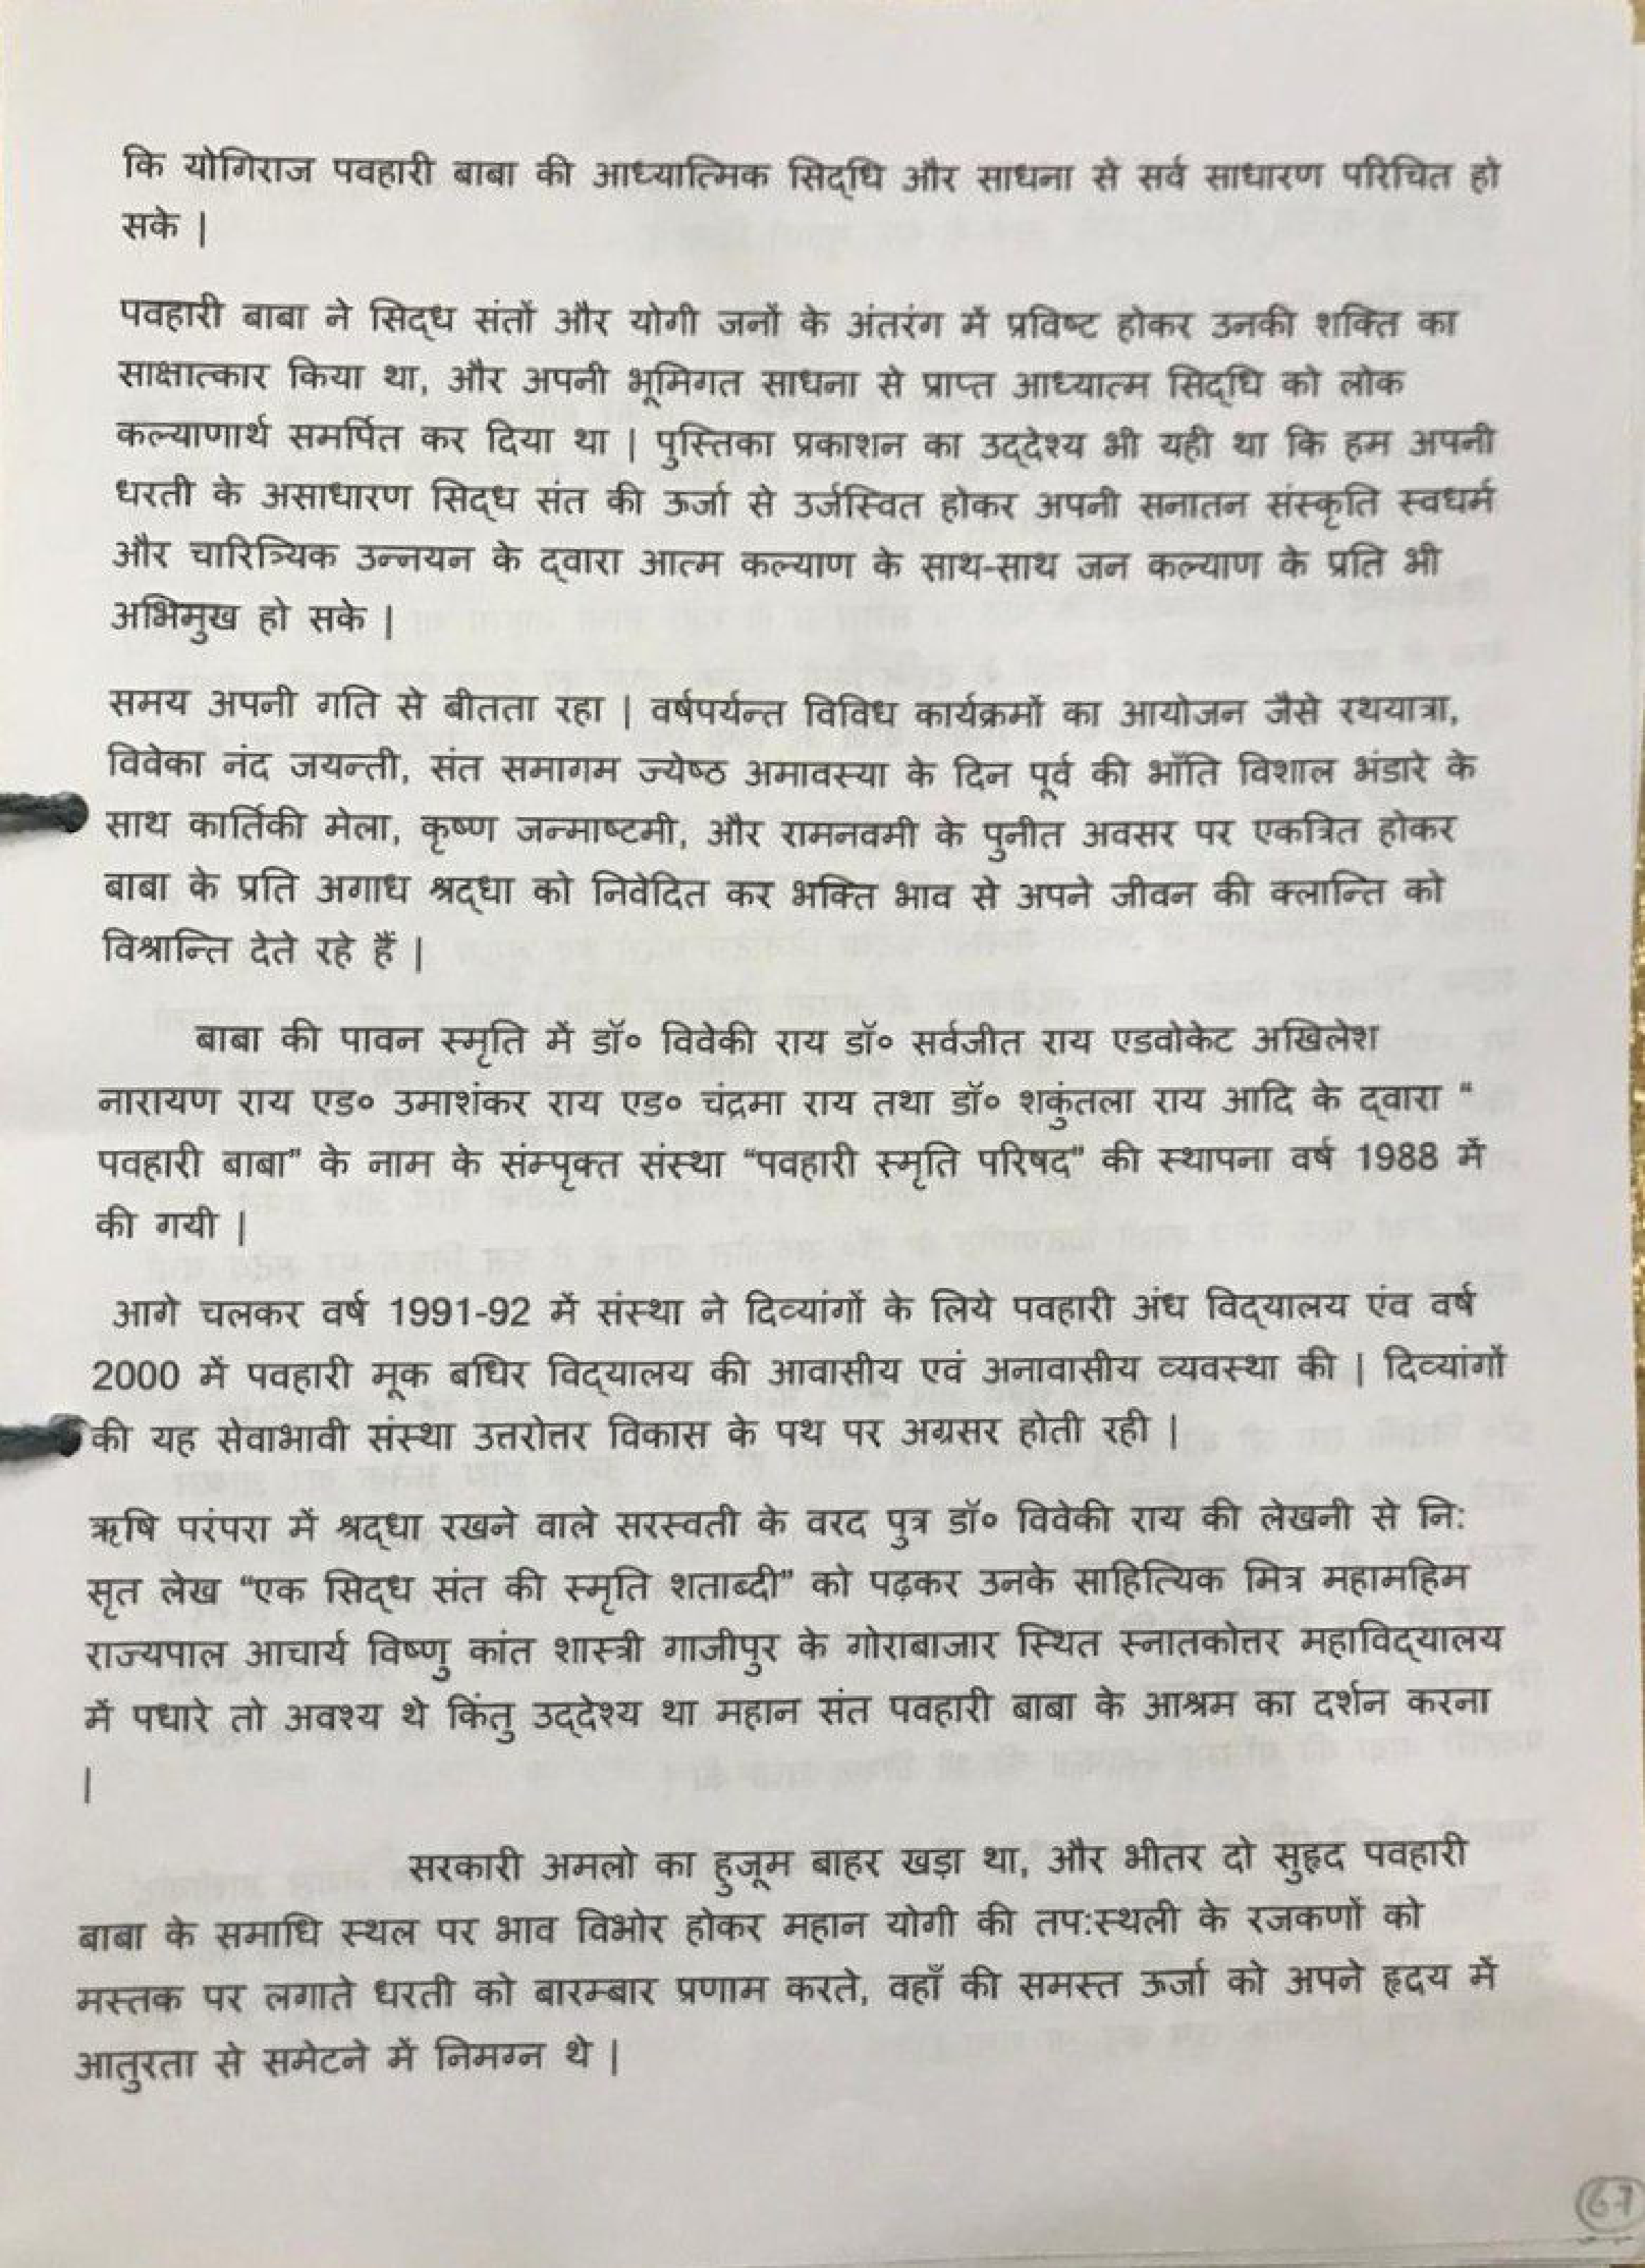 कि योगिराज पवहारी बाबा की आध्यात्मिक सिद्धि और साधना से सर्व साधारण परिचित हो
सके |
पवहारी बाबा ने सिद्ध संतों और योगी जनों के अंतरंग में प्रविष्ट होकर उनकी शक्ति का
साक्षात्कार किया था, और अपनी भूमिगत साधना से प्राप्त आध्यात्म सिद्धि को लोक
कल्याणार्थ समर्पित कर दिया था | पुस्तिका प्रकाशन का उद्देश्य भी यही था कि हम अपनी
धरती के असाधारण सिद्ध संत की ऊर्जा से उर्जस्वित होकर अपनी सनातन संस्कृति स्वधर्म
और चारित्र्यिक उन्नयन के द्वारा आत्म कल्याण के साथ-साथ जन कल्याण के प्रति भी
अभिमुख हो सके |
समय अपनी गति से बीतता रहा | वर्षपर्यन्त विविध कार्यक्रमों का आयोजन जैसे रथयात्रा,
विवेका नंद जयन्ती, संत समागम ज्येष्ठ अमावस्या के दिन पूर्व की भाँति विशाल भंडारे के
साथ कार्तिकी मेला, कृष्ण जन्माष्टमी, और रामनवमी के पुनीत अवसर पर एकत्रित होकर
बाबा के प्रति अगाध श्रद्धा को निवेदित कर भक्ति भाव से अपने जीवन की क्लान्ति को
विश्रान्ति देते रहे हैं |
बाबा की पावन स्मृति में डॉ० विवेकी राय डॉ० सर्वजीत राय एडवोकेट अखिलेश
नारायण राय एड० उमाशंकर राय एड० चंद्रमा राय तथा डॉ० शकुंतला राय आदि के द्वारा “
पवहारी बाबा” के नाम के संम्पृक्त संस्था “पवहारी स्मृति परिषद” की स्थापना वर्ष 1988 में
की गयी |
आगे चलकर वर्ष 1991-92 में संस्था ने दिव्यांगों के लिये पवहारी अंध विद्यालय एंव वर्ष
2000 में पवहारी मूक बधिर विद्यालय की आवासीय एवं अनावासीय व्यवस्था की | दिव्यांगों
की यह सेवाभावी संस्था उत्तरोत्तर विकास के पथ पर अग्रसर होती रही |
ऋषि परंपरा में श्रद्धा रखने वाले सरस्वती के वरद पुत्र डॉ० विवेकी राय की लेखनी से नि:
सृत लेख “एक सिद्ध संत की स्मृति शताब्दी” को पढ़कर उनके साहित्यिक मित्र महामहिम
राज्यपाल आचार्य विष्णु कांत शास्त्री गाजीपुर के गोराबाजार स्थित स्नातकोत्तर महाविद्यालय
में पधारे तो अवश्य थे किंतु उद्देश्य था महान संत पवहारी बाबा के आश्रम का दर्शन करना
|
सरकारी अमलो का हुजूम बाहर खड़ा था, और भीतर दो सुहृद पवहारी
बाबा के समाधि स्थल पर भाव विभोर होकर महान योगी की तप:स्थली के रजकणों को
मस्तक पर लगाते धरती को बारम्बार प्रणाम करते, वहाँ की समस्त ऊर्जा को अपने हृदय में
आतुरता से समेटने में निमग्न थे |
67